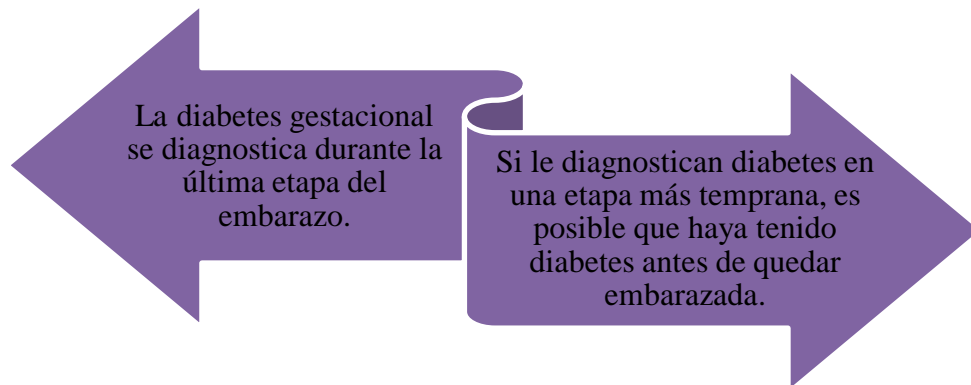 La diabetes gestacional
se diagnostica durante la
última etapa del
embarazo.
Si le diagnostican diabetes en
una etapa más temprana, es
posible que haya tenido
diabetes antes de quedar
embarazada.